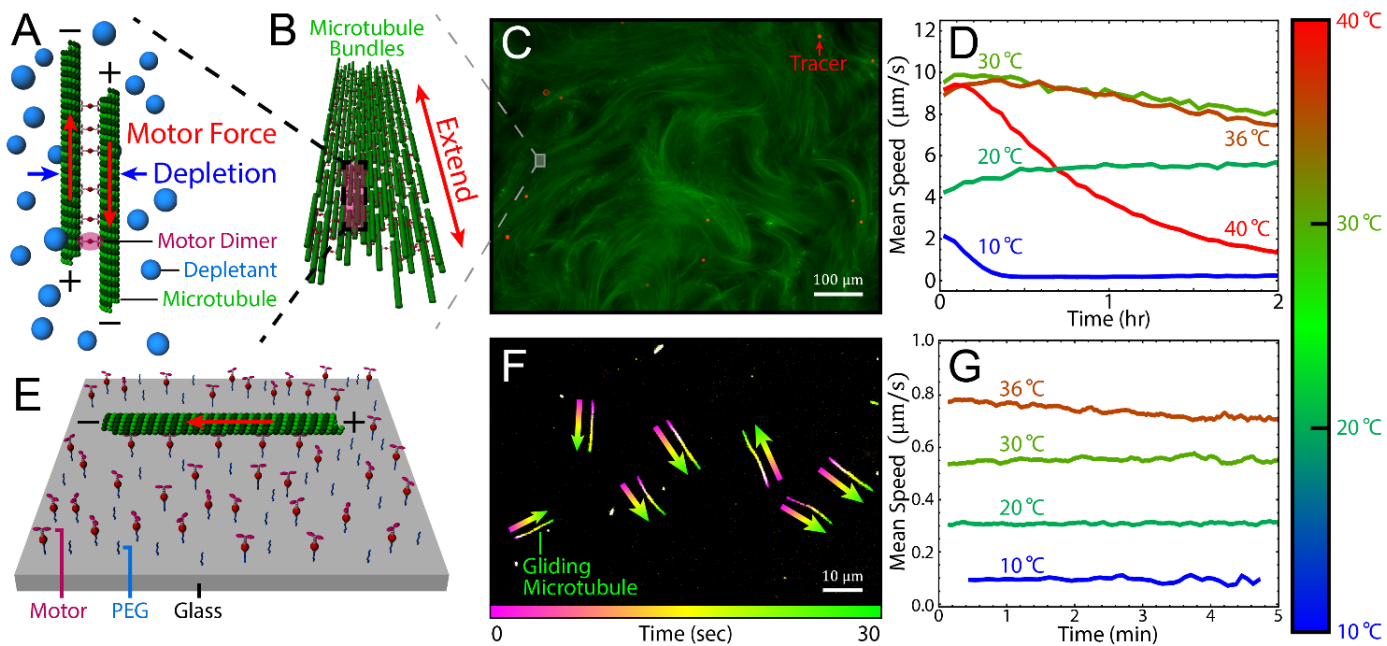 A
−
+
Motor Force
Depletion
Motor Dimer
Depletant
Microtubule
+
−
B
Microtubule
Bundles
Extend
C
Tracer
100 μm
D
Mean Speed (μm/s)
12
10
8
6
4
2
0
30 °C
36 °C
20 °C
40 °C
10 °C
0
1
2
Time (hr)
E
−
+
Motor
PEG
Glass
F
Gliding
Microtubule
10 μm
0
30
Time (sec)
G
Mean Speed (μm/s)
1.0
0.8
0.6
0.4
0.2
0.0
36 °C
30 °C
20 °C
10 °C
0
1
2
3
4
5
Time (min)
40 °C
30 °C
20 °C
10 °C